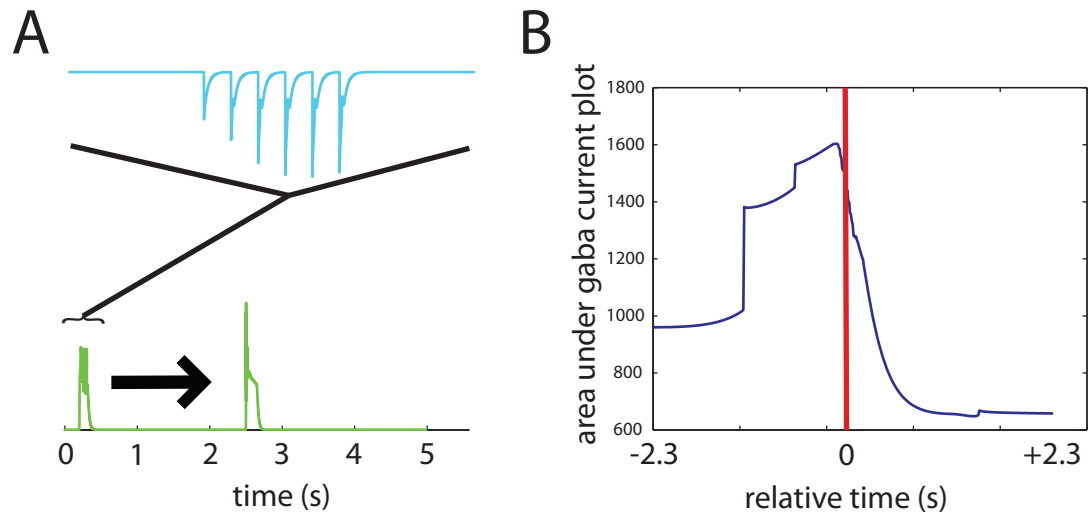 A
0 1 2 3 4 5
time (s)
B
area under gaba current plot
1800
1600
1400
1200
1000
800
600
-2.3 0 +2.3
relative time (s)